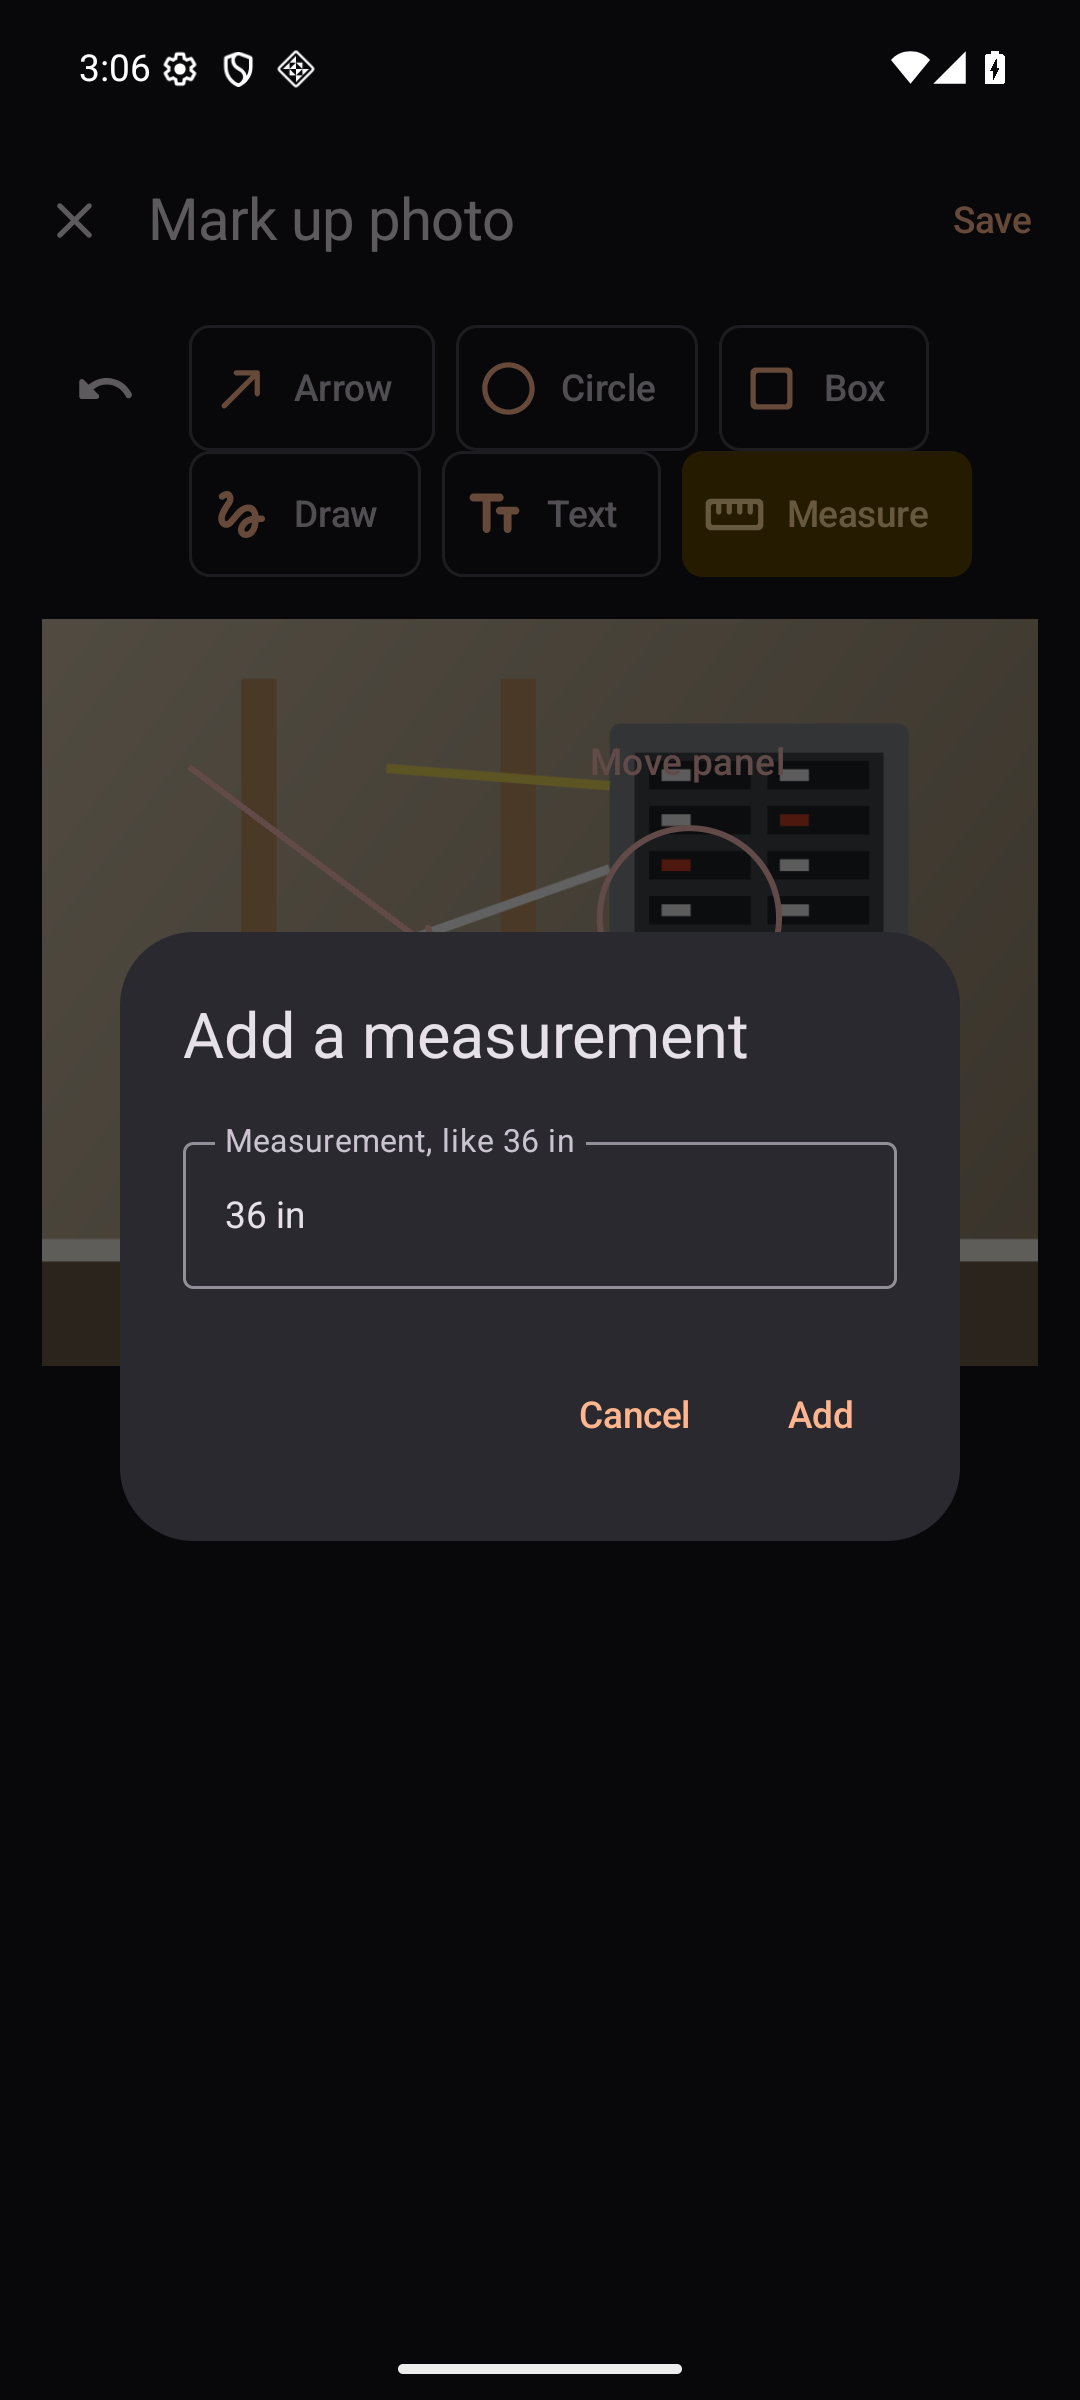 3:06
Mark up photo
Save
Arrow
Circle
Box
Draw
Text
Measure
Move panel
Add a measurement
Measurement, like 36 in
36 in
Cancel
Add